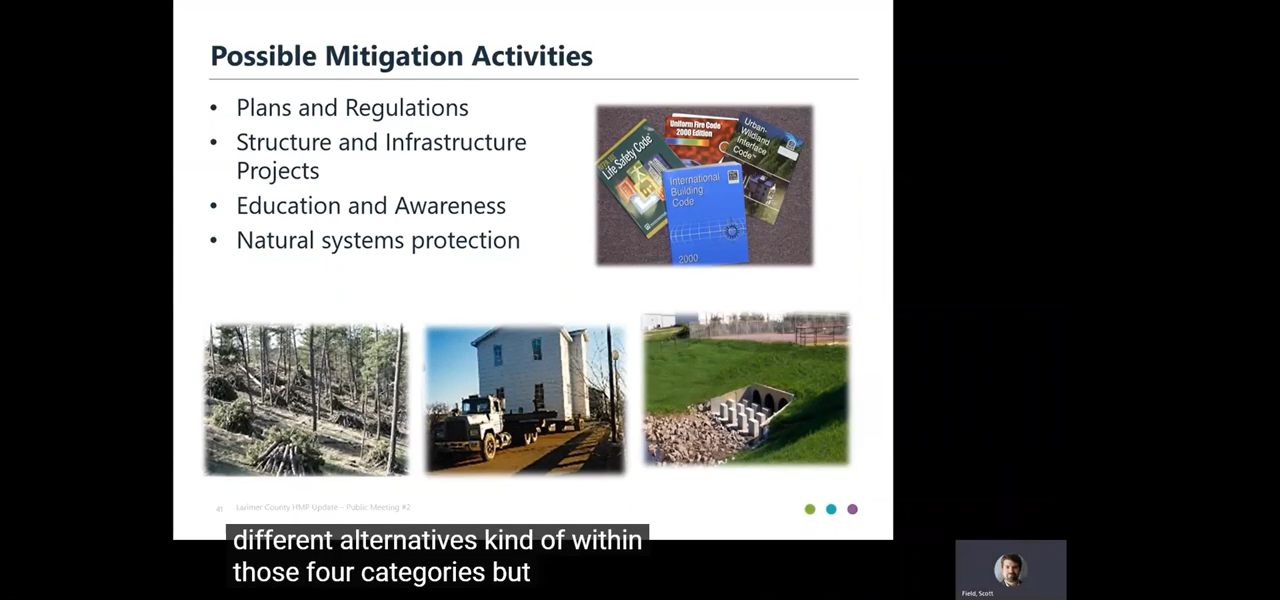 Possible Mitigation Activities
• Plans and Regulations
• Structure and Infrastructure
Projects
• Education and Awareness
• Natural systems protection
Life Safety Code
Uniform Fire Code
2000 Edition
Urban-
Wildland
Interface
Code
International
Building
Code
2000
41 Larimer County HMP Update – Public Meeting #2
different alternatives kind of within
those four categories but
Field, Scott